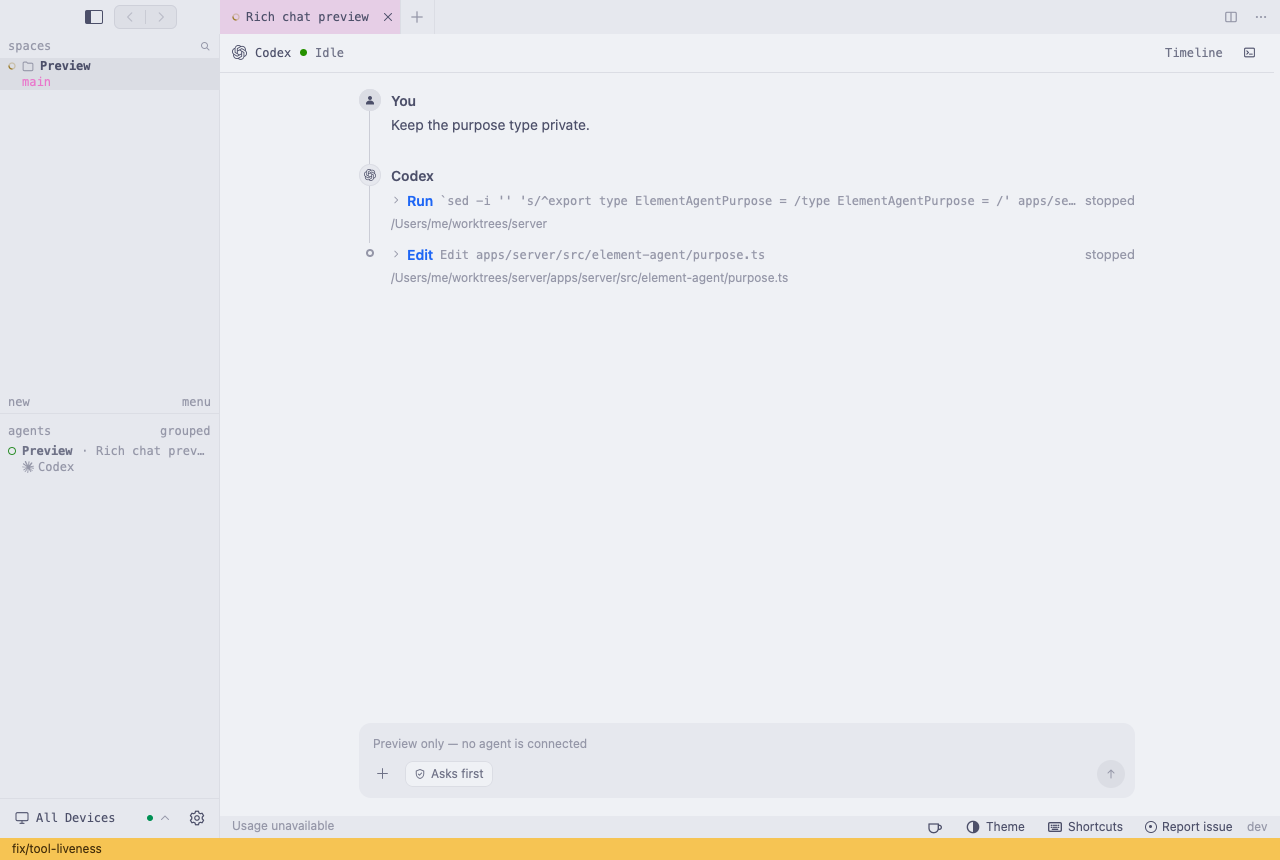 Rich chat preview
spaces
Preview
main
Codex
Idle
Timeline
You
Keep the purpose type private.
Codex
Run `sed -i '' 's/^export type ElementAgentPurpose = /type ElementAgentPurpose = /' apps/se… stopped
/Users/me/worktrees/server
Edit Edit apps/server/src/element-agent/purpose.ts stopped
/Users/me/worktrees/server/apps/server/src/element-agent/purpose.ts
new menu
agents grouped
Preview · Rich chat prev…
Codex
Preview only — no agent is connected
Asks first
All Devices
Usage unavailable
Theme
Shortcuts
Report issue
dev
fix/tool-liveness